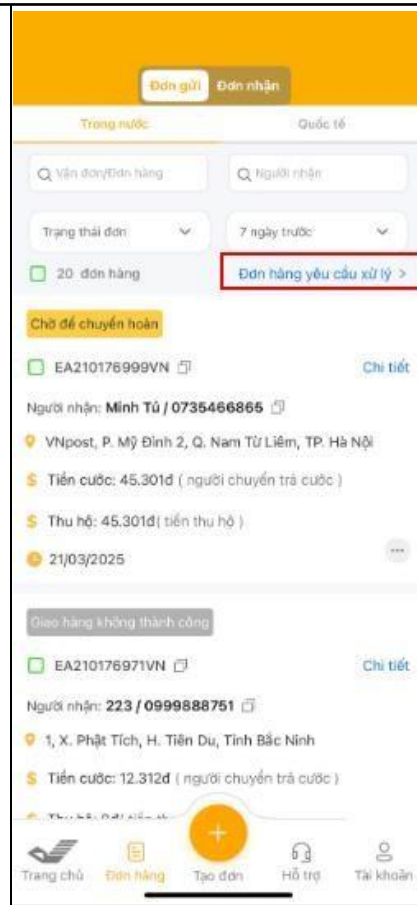 Đơn gửi Đơn nhận
Trong nước Quốc tế
Vận đơn/Đơn hàng Người nhận
Trạng thái đơn 7 ngày trước
20 đơn hàng Đơn hàng yêu cầu xử lý >
Chờ để chuyển hoàn
EA210176999VN Chi tiết
Người nhận: Minh Tú / 0735466865
VNpost, P. Mỹ Đình 2, Q. Nam Từ Liêm, TP. Hà Nội
$ Tiền cước: 45.301đ ( người chuyển trả cước )
$ Thu hộ: 45.301đ( tiền thu hộ )
21/03/2025
Giao hàng không thành công
EA210176971VN Chi tiết
Người nhận: 223 / 0999888751
1, X. Phật Tích, H. Tiên Du, Tỉnh Bắc Ninh
$ Tiền cước: 12.312đ ( người chuyển trả cước )
Trang chủ Đơn hàng Tạo đơn Hỗ trợ Tài khoản